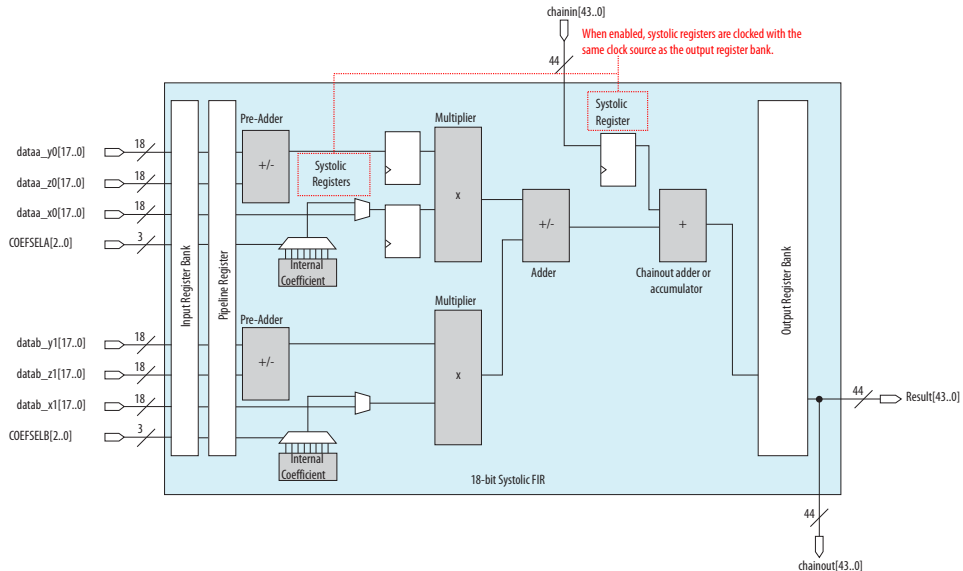 chainin[43..0]
When enabled, systolic registers are clocked with the
same clock source as the output register bank.
44
Systolic
Register
Pre-Adder
Multiplier
dataa_y0[17..0]
18
+/-
Systolic
Registers
dataa_z0[17..0]
18
dataa_x0[17..0]
18
x
COEFSELA[2..0]
3
Internal
Coefficient
+/-
Adder
+
Chainout adder or
accumulator
Input Register Bank
Pipeline Register
Output Register Bank
Pre-Adder
Multiplier
datab_y1[17..0]
18
+/-
datab_z1[17..0]
18
x
datab_x1[17..0]
18
COEFSELB[2..0]
3
Internal
Coefficient
44
Result[43..0]
18-bit Systolic FIR
44
chainout[43..0]